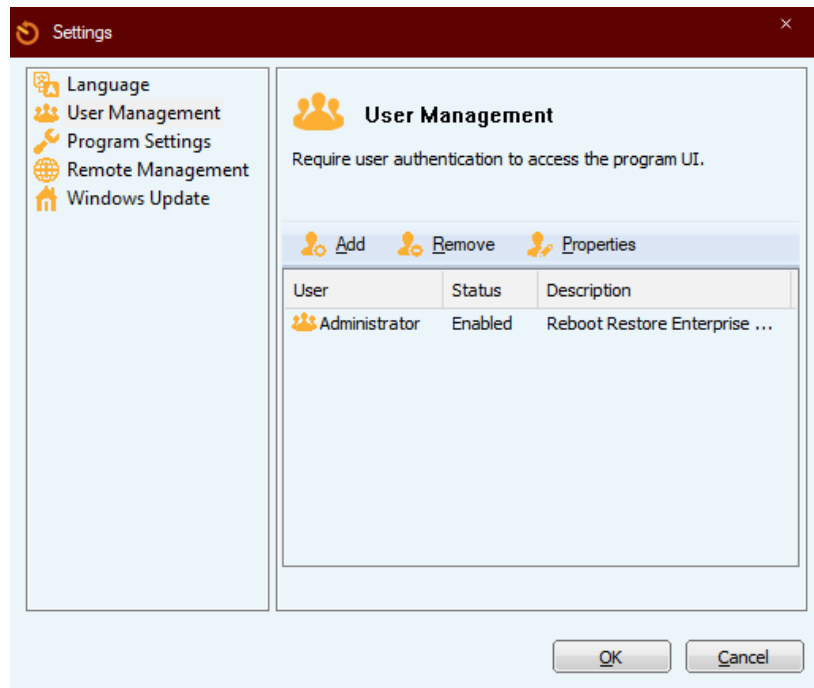 Settings
Language
User Management
Program Settings
Remote Management
Windows Update
User Management
Require user authentication to access the program UI.
Add Remove Properties
User Status Description
Administrator Enabled Reboot Restore Enterprise ...
OK Cancel